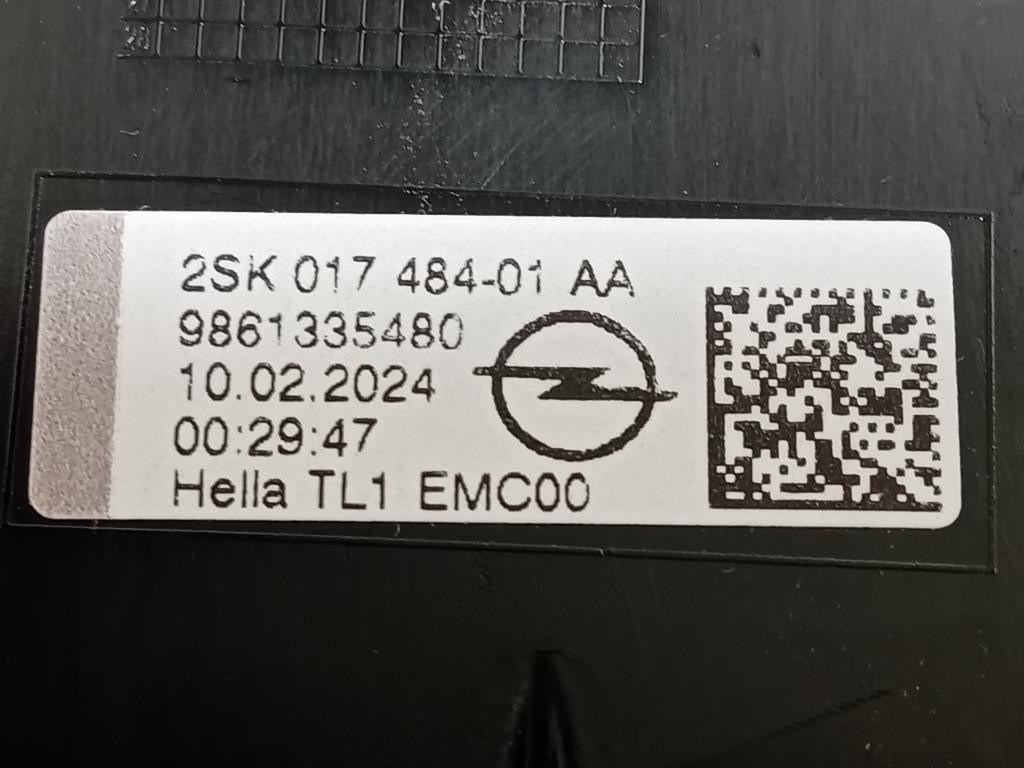 2SK 017 484-01 AA
9861335480
10.02.2024
00:29:47
Hella TL1 EMC00